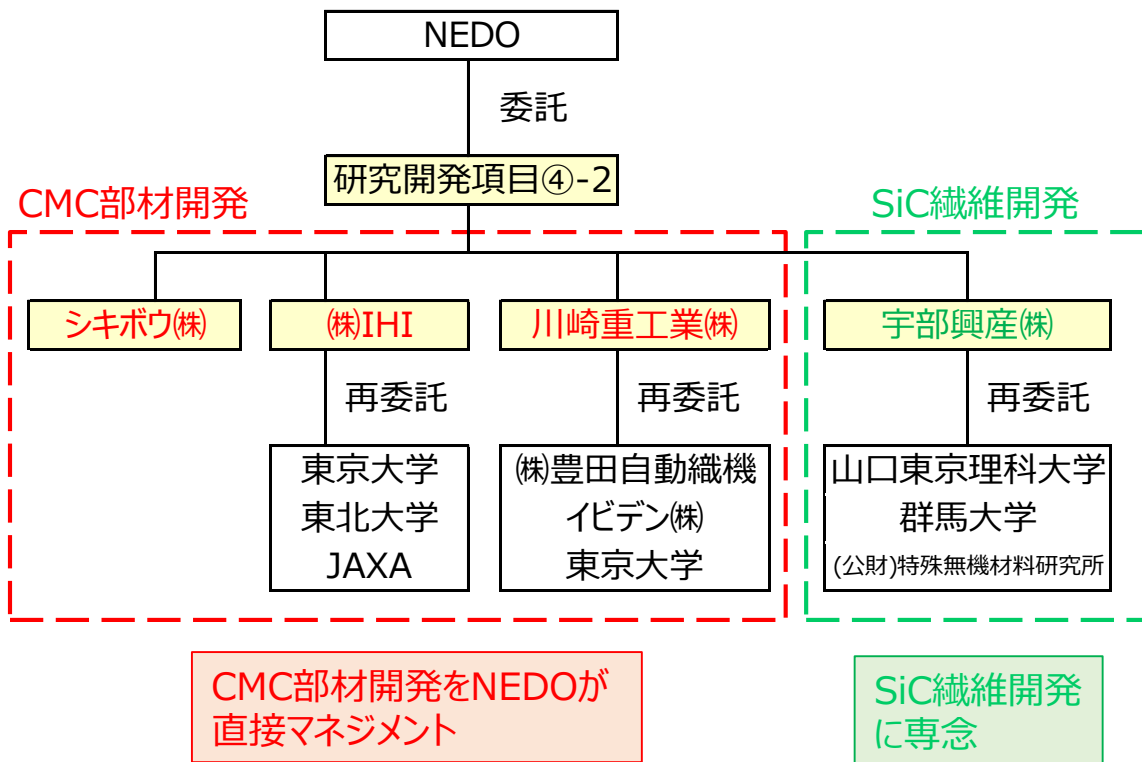 NEDO
委託
研究開発項目④-2
CMC部材開発
SiC繊維開発
シキボウ㈱
㈱IHI
川崎重工業㈱
宇部興産㈱
再委託
再委託
再委託
東京大学
東北大学
JAXA
㈱豊田自動織機
イビデン㈱
東京大学
山口東京理科大学
群馬大学
(公財)特殊無機材料研究所
CMC部材開発をNEDOが
直接マネジメント
SiC繊維開発
に専念